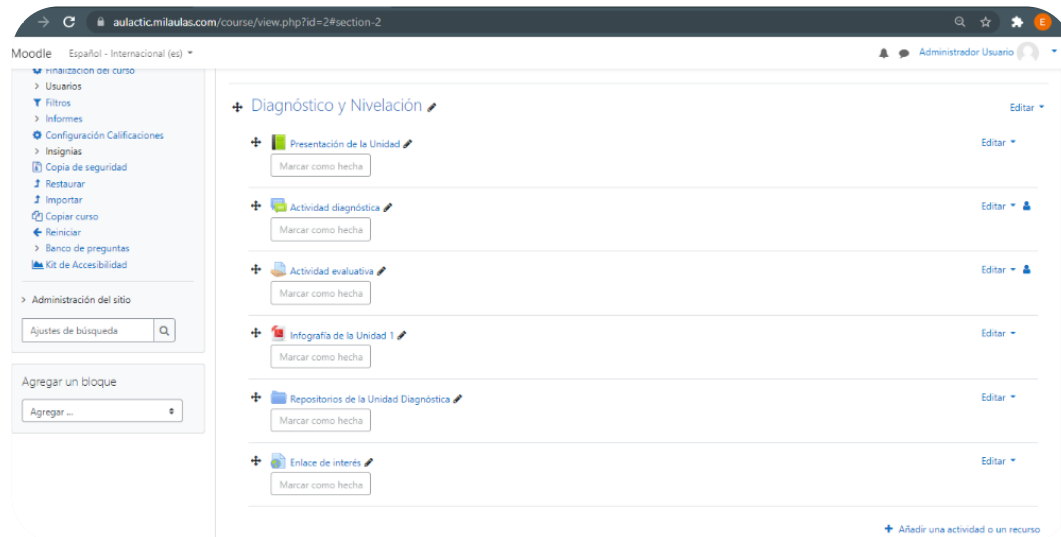 aulactic.milaulas.com/course/view.php?id=2#section-2
E
Moodle Español - Internacional (es)
Administrador Usuario
Finalización del curso
Usuarios
Filtros
Informes
Configuración Calificaciones
Insignias
Copia de seguridad
Restaurar
Importar
Copiar curso
Reiniciar
Banco de preguntas
Kit de Accesibilidad
Administración del sitio
Ajustes de búsqueda
Agregar un bloque
Agregar ...
Diagnóstico y Nivelación
Editar
Presentación de la Unidad
Editar
Marcar como hecha
Actividad diagnóstica
Editar
Marcar como hecha
Actividad evaluativa
Editar
Marcar como hecha
Infografía de la Unidad 1
Editar
Marcar como hecha
Repositorios de la Unidad Diagnóstica
Editar
Marcar como hecha
Enlace de interés
Editar
Marcar como hecha
Añadir una actividad o un recurso